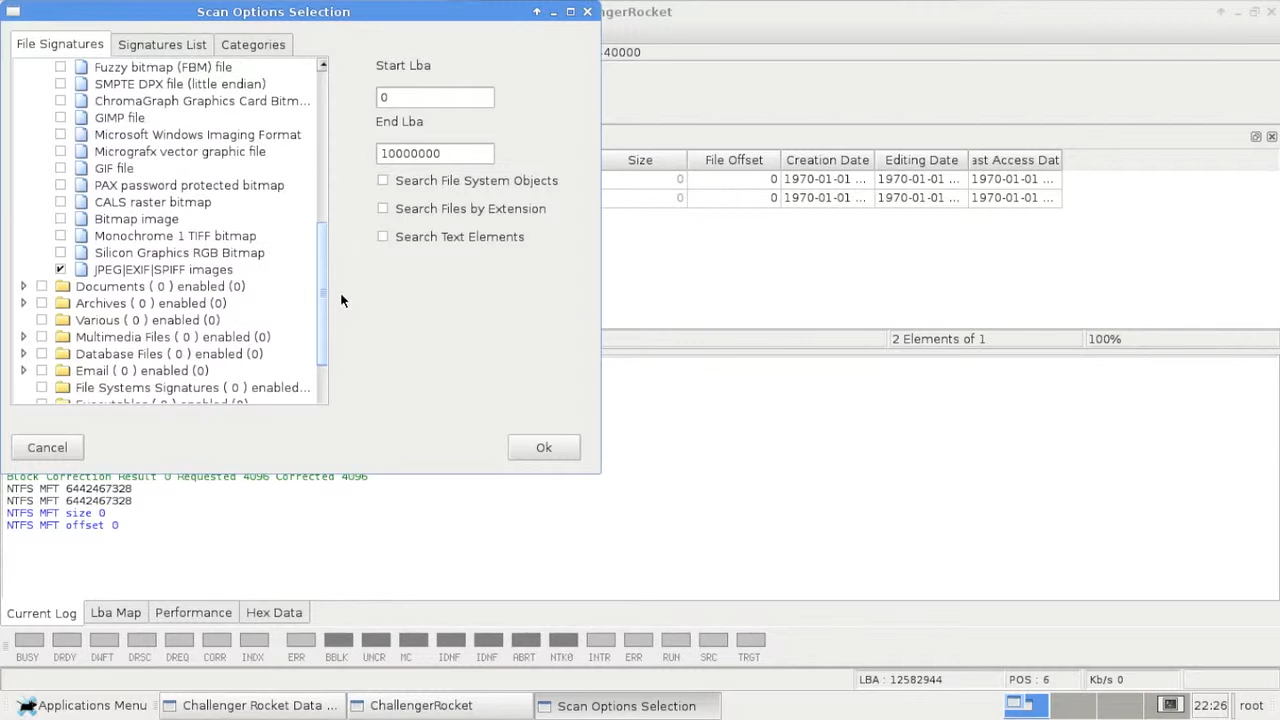 Scan Options Selection
ngerRocket
File Signatures
Signatures List
Categories
40000
Fuzzy bitmap (FBM) file
SMPTE DPX file (little endian)
ChromaGraph Graphics Card Bitm...
GIMP file
Microsoft Windows Imaging Format
Micrografx vector graphic file
GIF file
PAX password protected bitmap
CALS raster bitmap
Bitmap image
Monochrome 1 TIFF bitmap
Silicon Graphics RGB Bitmap
JPEG|EXIF|SPIFF images
Documents ( 0 ) enabled (0)
Archives ( 0 ) enabled (0)
Various ( 0 ) enabled (0)
Multimedia Files ( 0 ) enabled (0)
Database Files ( 0 ) enabled (0)
Email ( 0 ) enabled (0)
File Systems Signatures ( 0 ) enabled...
Start Lba
0
End Lba
10000000
Search File System Objects
Search Files by Extension
Search Text Elements
Cancel
Ok
Size File Offset Creation Date Editing Date ast Access Dat
0 0 1970-01-01 ... 1970-01-01 ... 1970-01-01 ...
0 0 1970-01-01 ... 1970-01-01 ... 1970-01-01 ...
2 Elements of 1 100%
Block Correction Result 0 Requested 4096 Corrected 4096
NTFS MFT 6442467328
NTFS MFT 6442467328
NTFS MFT size 0
NTFS MFT offset 0
Current Log Lba Map Performance Hex Data
BUSY DRDY DWFT DRSC DREQ CORR INDX ERR BBLK UNCR MC IDNF IDNF ABRT NTK0 INTR ERR RUN SRC TRGT
LBA : 12582944 POS : 6 Kb/s 0
Applications Menu Challenger Rocket Data ... ChallengerRocket Scan Options Selection 22:26 root